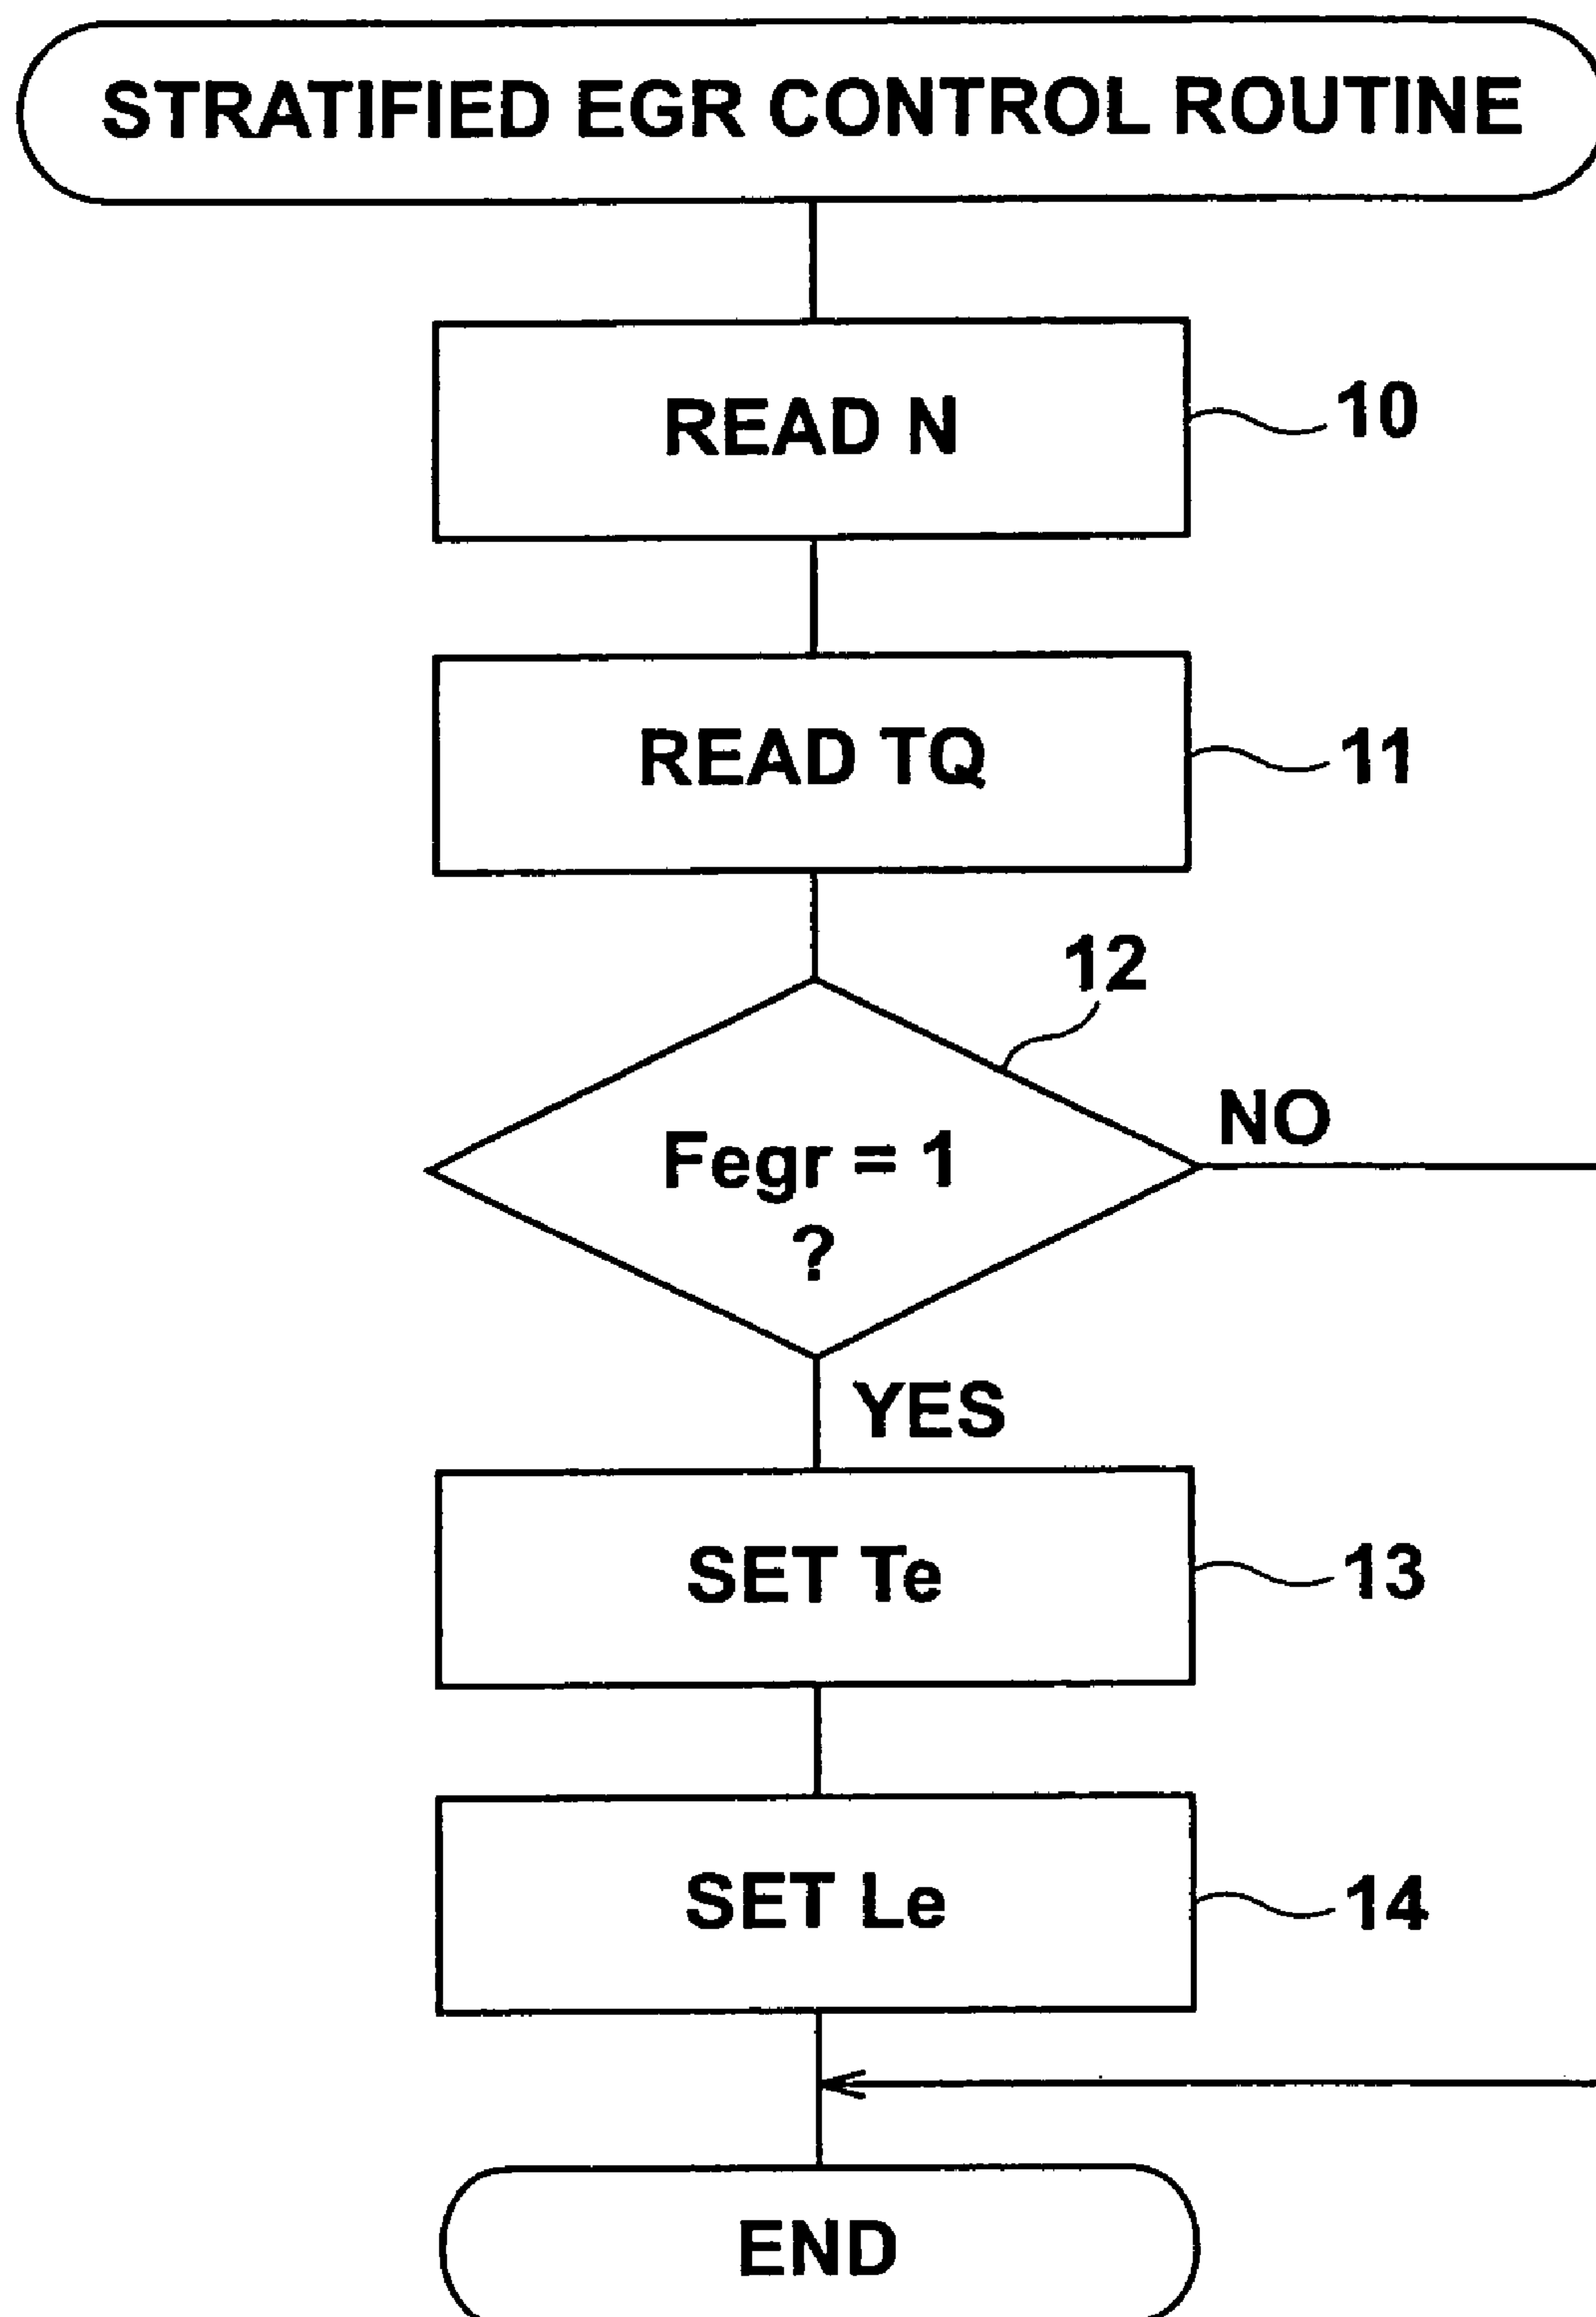 STRATIFIED EGR CONTROL ROUTINE
READ N
10
READ TQ
11
12
Fegr = 1
?
NO
YES
SET Te
13
SET Le
14
END